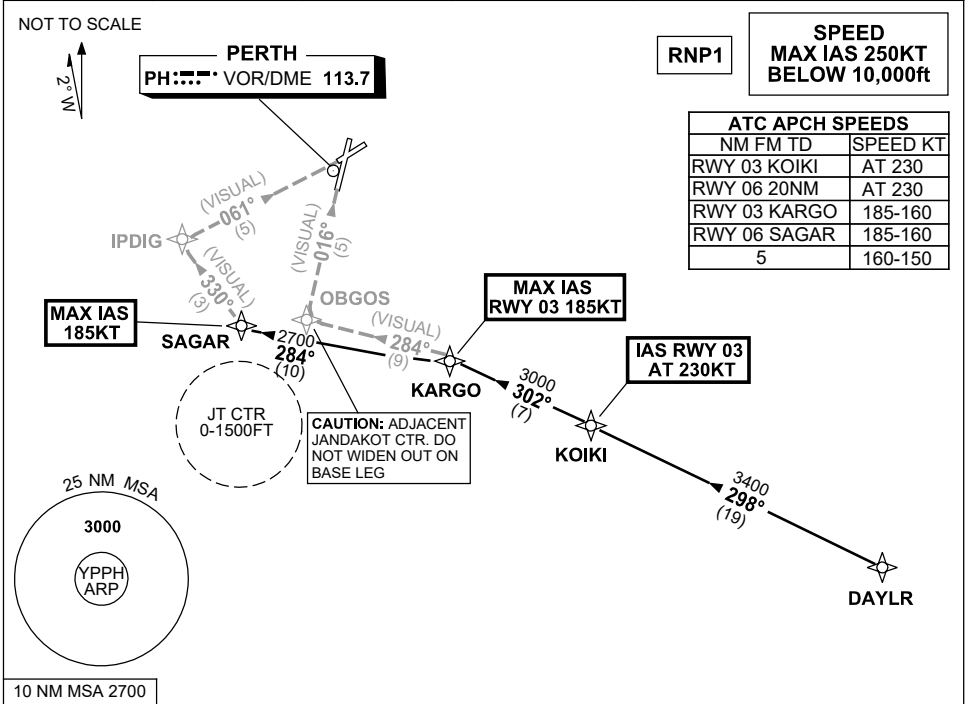 NOT TO SCALE
2° W
PERTH
PH VOR/DME 113.7
RNP1
SPEED
MAX IAS 250KT
BELOW 10,000ft
ATC APCH SPEEDS
NM FM TD SPEED KT
RWY 03 KOIKI AT 230
RWY 06 20NM AT 230
RWY 03 KARGO 185-160
RWY 06 SAGAR 185-160
5 160-150
(VISUAL)
061°
(5)
IPDIG
(VISUAL)
330°
(3)
(VISUAL)
016°
(5)
OBGOS
(VISUAL)
284°
(9)
MAX IAS
185KT
SAGAR
2700
284°
(10)
MAX IAS
RWY 03 185KT
KARGO
3000
302°
(7)
IAS RWY 03
AT 230KT
KOIKI
3400
298°
(19)
DAYLR
JT CTR
0-1500FT
CAUTION: ADJACENT
JANDAKOT CTR. DO
NOT WIDEN OUT ON
BASE LEG
25 NM MSA
3000
YPPH
ARP
10 NM MSA 2700